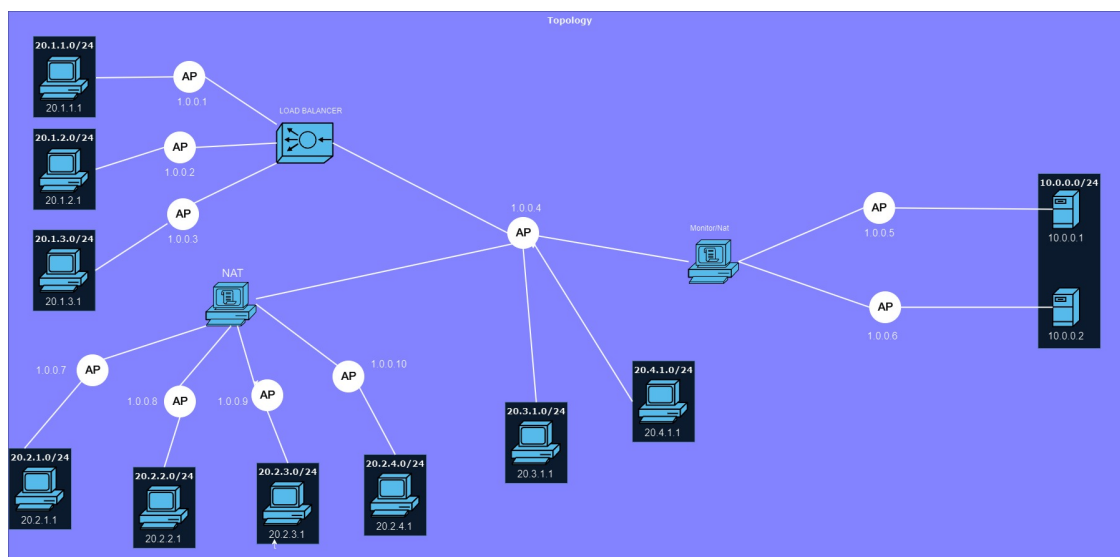 Topology
20.1.1.0/24
20.1.1.1
AP
1.0.0.1
LOAD BALANCER
20.1.2.0/24
20.1.2.1
AP
1.0.0.2
20.1.3.0/24
20.1.3.1
AP
1.0.0.3
1.0.0.4
AP
Monitor/Nat
AP
1.0.0.5
10.0.0.0/24
10.0.0.1
AP
1.0.0.6
10.0.0.2
NAT
1.0.0.7
AP
1.0.0.8
AP
1.0.0.9
AP
1.0.0.10
AP
20.2.1.0/24
20.2.1.1
20.2.2.0/24
20.2.2.1
20.2.3.0/24
20.2.3.1
20.2.4.0/24
20.2.4.1
20.3.1.0/24
20.3.1.1
20.4.1.0/24
20.4.1.1